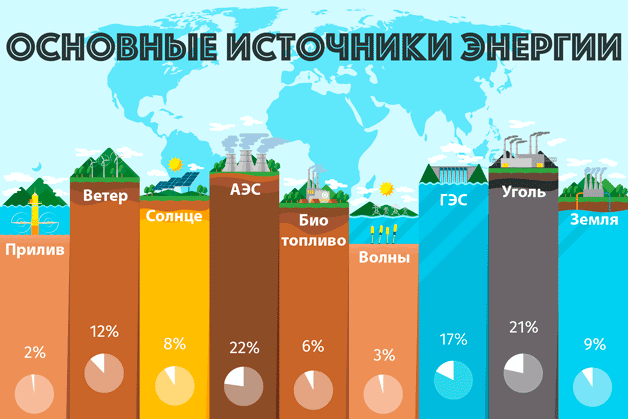 ОСНОВНЫЕ ИСТОЧНИКИ ЭНЕРГИИ
Прилив
2%
Ветер
12%
Солнце
8%
АЭС
22%
Био
топливо
6%
Волны
3%
ГЭС
17%
Уголь
21%
Земля
9%